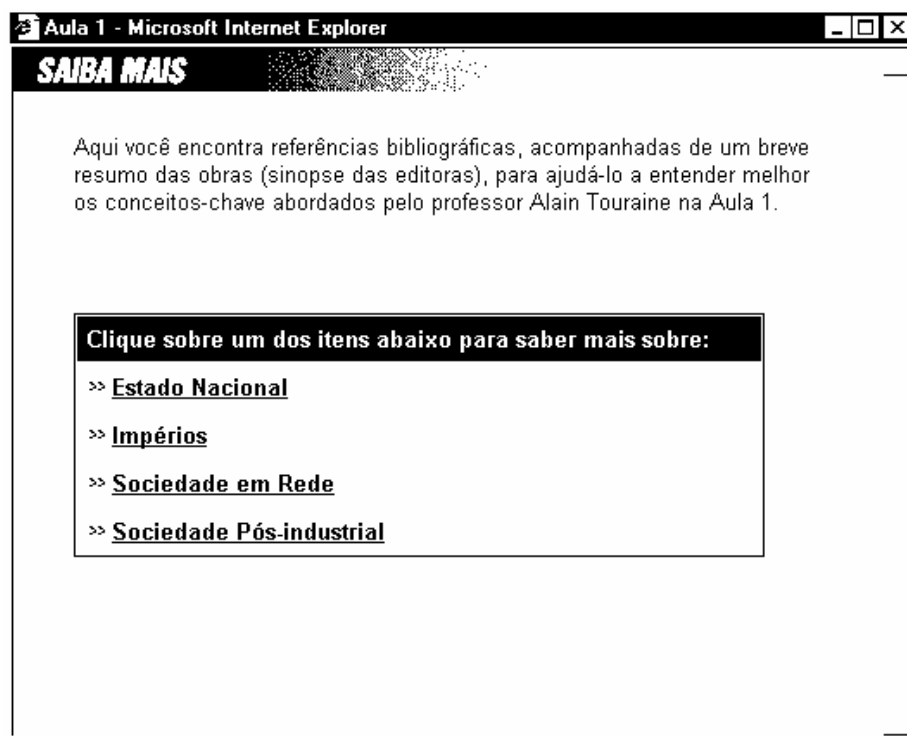 Aula 1 - Microsoft Internet Explorer
SAIBA MAIS
Aqui você encontra referências bibliográficas, acompanhadas de um breve
resumo das obras (sinopse das editoras), para ajudá-lo a entender melhor
os conceitos-chave abordados pelo professor Alain Touraine na Aula 1.
Clique sobre um dos itens abaixo para saber mais sobre:
>> Estado Nacional
>> Impérios
>> Sociedade em Rede
>> Sociedade Pós-industrial